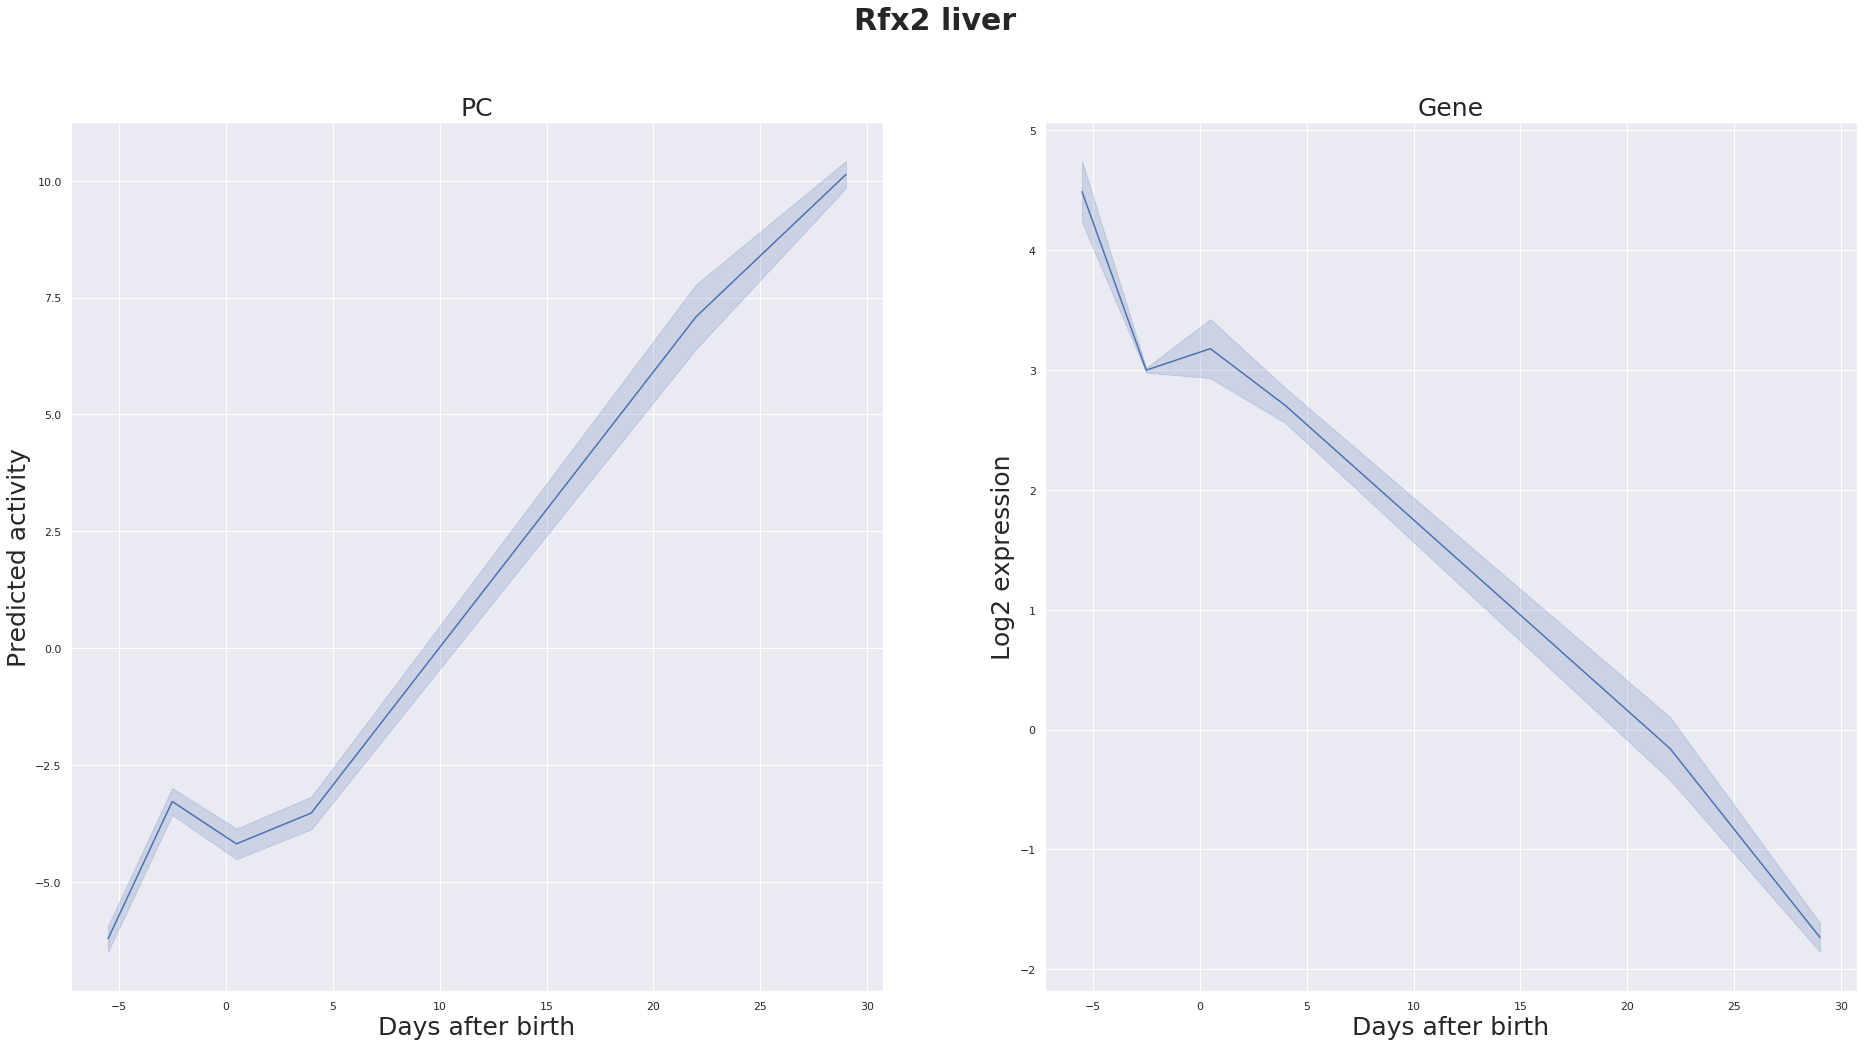 Rfx2 liver
PC
Predicted activity
10.0
7.5
5.0
2.5
0.0
−2.5
−5.0
−5 0 5 10 15 20 25 30
Days after birth
Gene
Log2 expression
5
4
3
2
1
0
−1
−2
−5 0 5 10 15 20 25 30
Days after birth